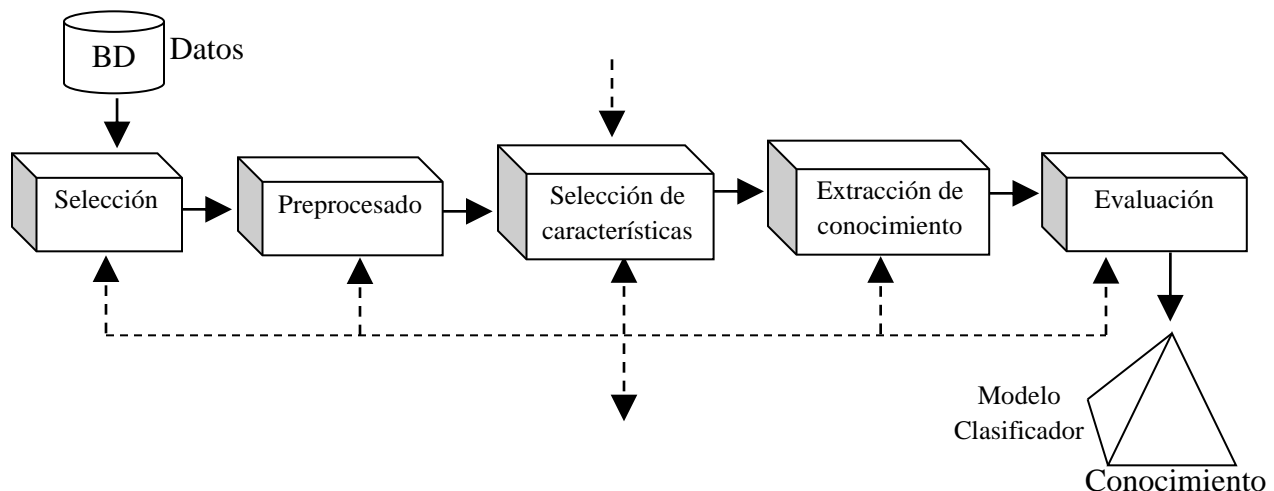 BD
Datos
Selección
Preprocesado
Selección de
características
Extracción de
conocimiento
Evaluación
Modelo
Clasificador
Conocimiento